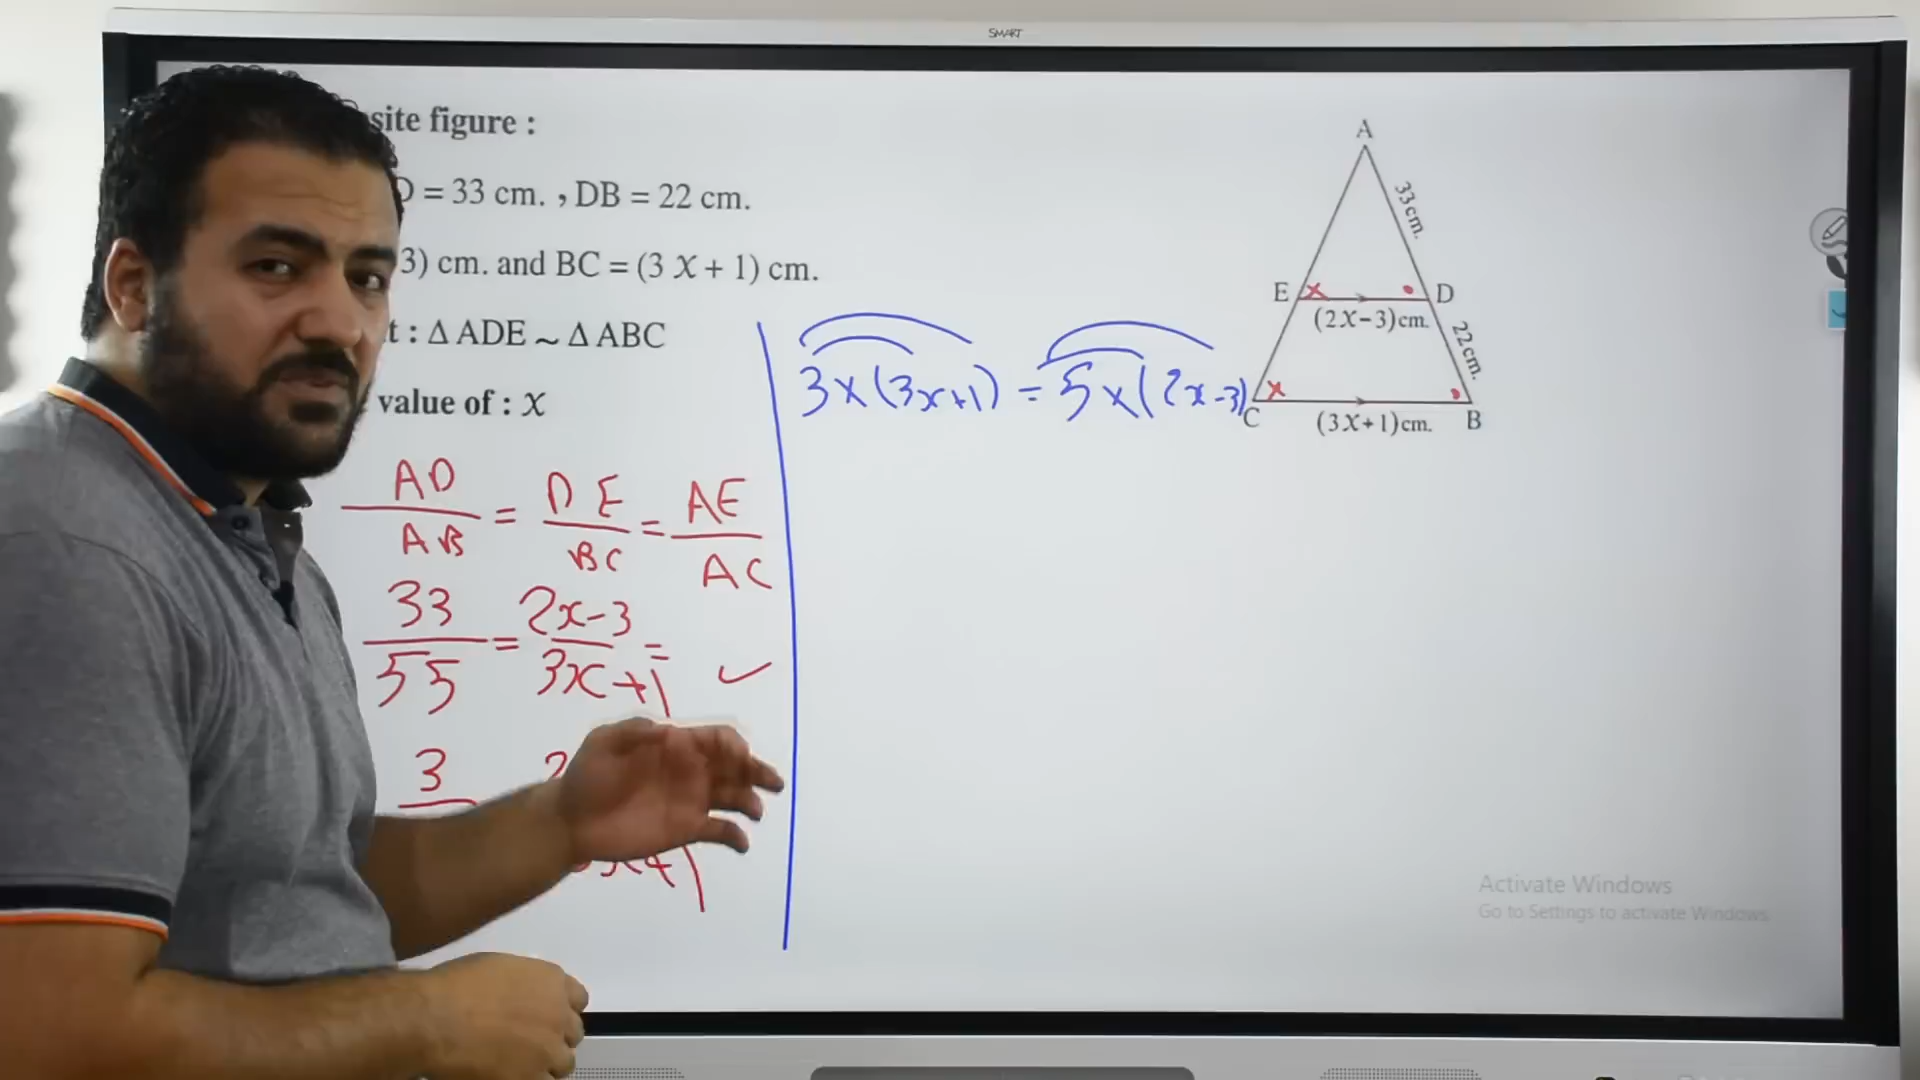 SMART
site figure :
= 33 cm. , DB = 22 cm.
3) cm. and BC = (3 X + 1) cm.
t : Δ ADE ~ Δ ABC
value of : X
AD / AB = DE / BC = AE / AC
33 / 55 = 2x-3 / 3x+1 = ✓
3
3x(3x+1) = 5x(2x-3)
A
33 cm.
E x • D
(2X-3)cm.
22 cm.
x
C B
(3X+1)cm.
Activate Windows
Go to Settings to activate Windows.